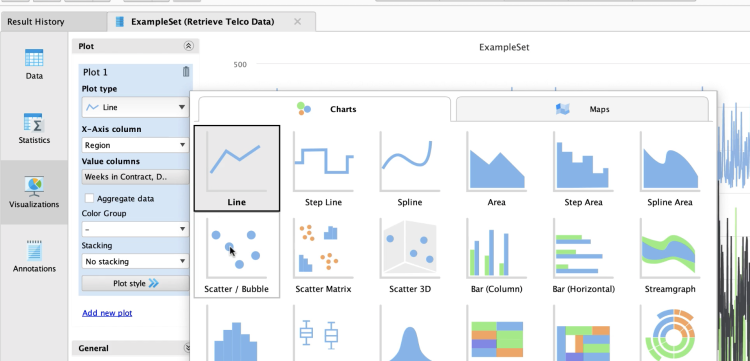 Result History
ExampleSet (Retrieve Telco Data)
Data
Statistics
Visualizations
Annotations
Plot
Plot 1
Plot type
Line
X-Axis column
Region
Value columns
Weeks in Contract, D..
Aggregate data
Color Group
-
Stacking
No stacking
Plot style
Add new plot
General
ExampleSet
500
Charts
Maps
Line
Step Line
Spline
Area
Step Area
Spline Area
Scatter / Bubble
Scatter Matrix
Scatter 3D
Bar (Column)
Bar (Horizontal)
Streamgraph